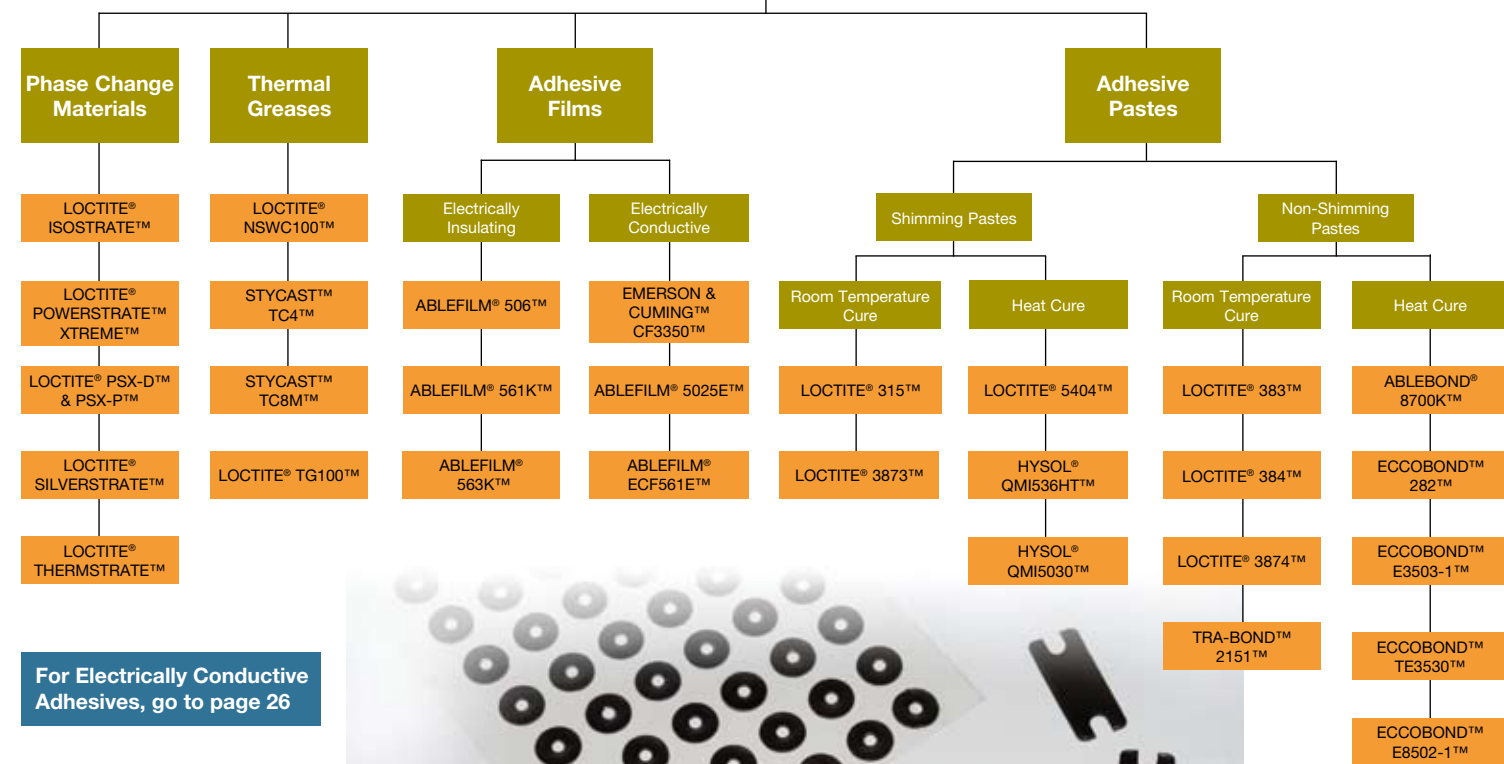 Phase Change
Materials
Thermal
Greases
Adhesive
Films
Adhesive
Pastes
LOCTITE®
ISOSTRATE™
LOCTITE®
NSWC100™
Electrically
Insulating
Electrically
Conductive
Shimming Pastes
Non-Shimming
Pastes
LOCTITE®
POWERSTRATE™
XTREME™
STYCAST™
TC4™
ABLEFILM® 506™
EMERSON &
CUMING™
CF3350™
Room Temperature
Cure
Heat Cure
Room Temperature
Cure
Heat Cure
LOCTITE® PSX-D™
& PSX-P™
STYCAST™
TC8M™
ABLEFILM® 561K™
ABLEFILM® 5025E™
LOCTITE® 315™
LOCTITE® 5404™
LOCTITE® 383™
ABLEBOND®
8700K™
LOCTITE®
SILVERSTRATE™
LOCTITE® TG100™
ABLEFILM®
563K™
ABLEFILM®
ECF561E™
LOCTITE® 3873™
HYSOL®
QMI536HT™
LOCTITE® 384™
ECCOBOND™
282™
LOCTITE®
THERMSTRATE™
HYSOL®
QMI5030™
LOCTITE® 3874™
ECCOBOND™
E3503-1™
TRA-BOND™
2151™
ECCOBOND™
TE3530™
For Electrically Conductive
Adhesives, go to page 26
ECCOBOND™
E8502-1™